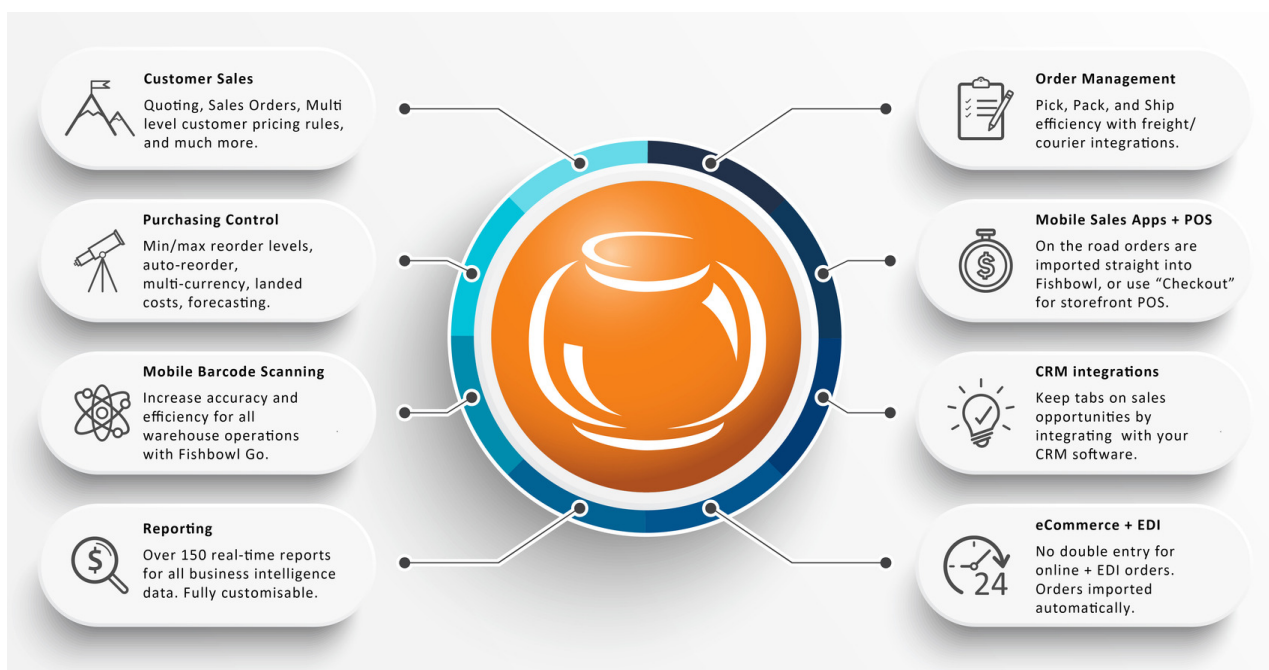 Customer Sales
Quoting, Sales Orders, Multi
level customer pricing rules,
and much more.
Purchasing Control
Min/max reorder levels,
auto-reorder,
multi-currency, landed
costs, forecasting.
Mobile Barcode Scanning
Increase accuracy and
efficiency for all
warehouse operations
with Fishbowl Go.
Reporting
Over 150 real-time reports
for all business intelligence
data. Fully customisable.
Order Management
Pick, Pack, and Ship
efficiency with freight/
courier integrations.
Mobile Sales Apps + POS
On the road orders are
imported straight into
Fishbowl, or use “Checkout”
for storefront POS.
CRM integrations
Keep tabs on sales
opportunities by
integrating with your
CRM software.
eCommerce + EDI
No double entry for
online + EDI orders.
Orders imported
automatically.
$
$
24